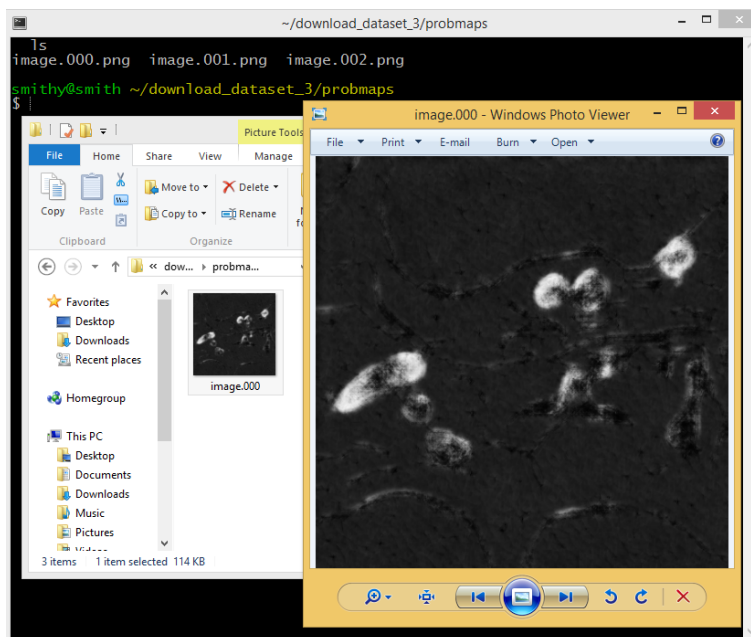 ~/download_dataset_3/probmaps
ls
image.000.png image.001.png image.002.png
smithy@smith ~/download_dataset_3/probmaps
$
Picture Tools
File Home Share View Manage
Copy Paste
Move to
Copy to
Delete
Rename
Clipboard Organize
« dow... probma...
Favorites
Desktop
Downloads
Recent places
Homegroup
This PC
Desktop
Documents
Downloads
Music
Pictures
image.000
3 items 1 item selected 114 KB
image.000 - Windows Photo Viewer
File Print E-mail Burn Open